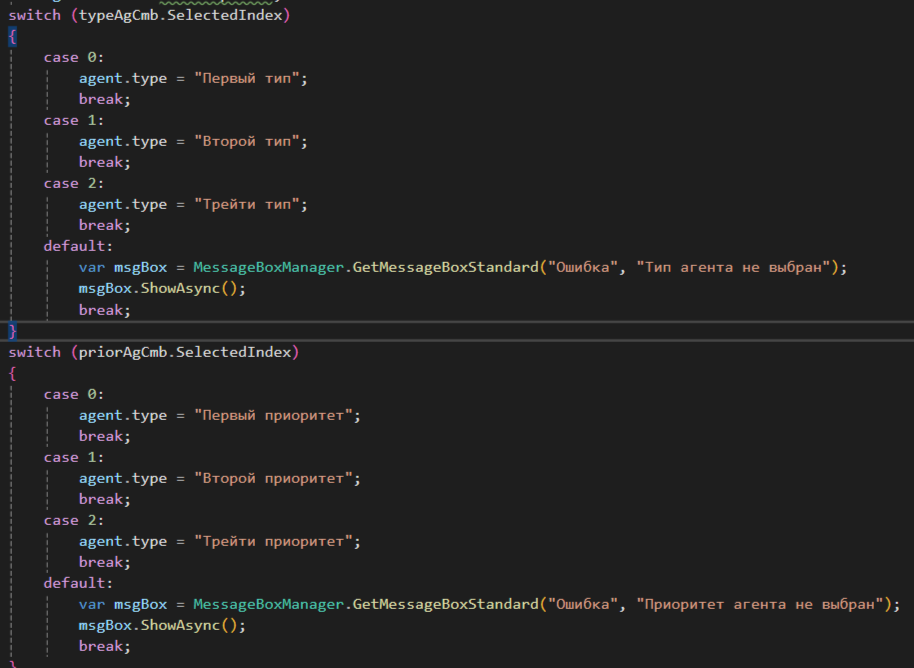 switch (typeAgCmb.SelectedIndex)
{
case 0:
agent.type = "Первый тип";
break;
case 1:
agent.type = "Второй тип";
break;
case 2:
agent.type = "Трейти тип";
break;
default:
var msgBox = MessageBoxManager.GetMessageBoxStandard("Ошибка", "Тип агента не выбран");
msgBox.ShowAsync();
break;
}
switch (priorAgCmb.SelectedIndex)
{
case 0:
agent.type = "Первый приоритет";
break;
case 1:
agent.type = "Второй приоритет";
break;
case 2:
agent.type = "Трейти приоритет";
break;
default:
var msgBox = MessageBoxManager.GetMessageBoxStandard("Ошибка", "Приоритет агента не выбран");
msgBox.ShowAsync();
break;
}